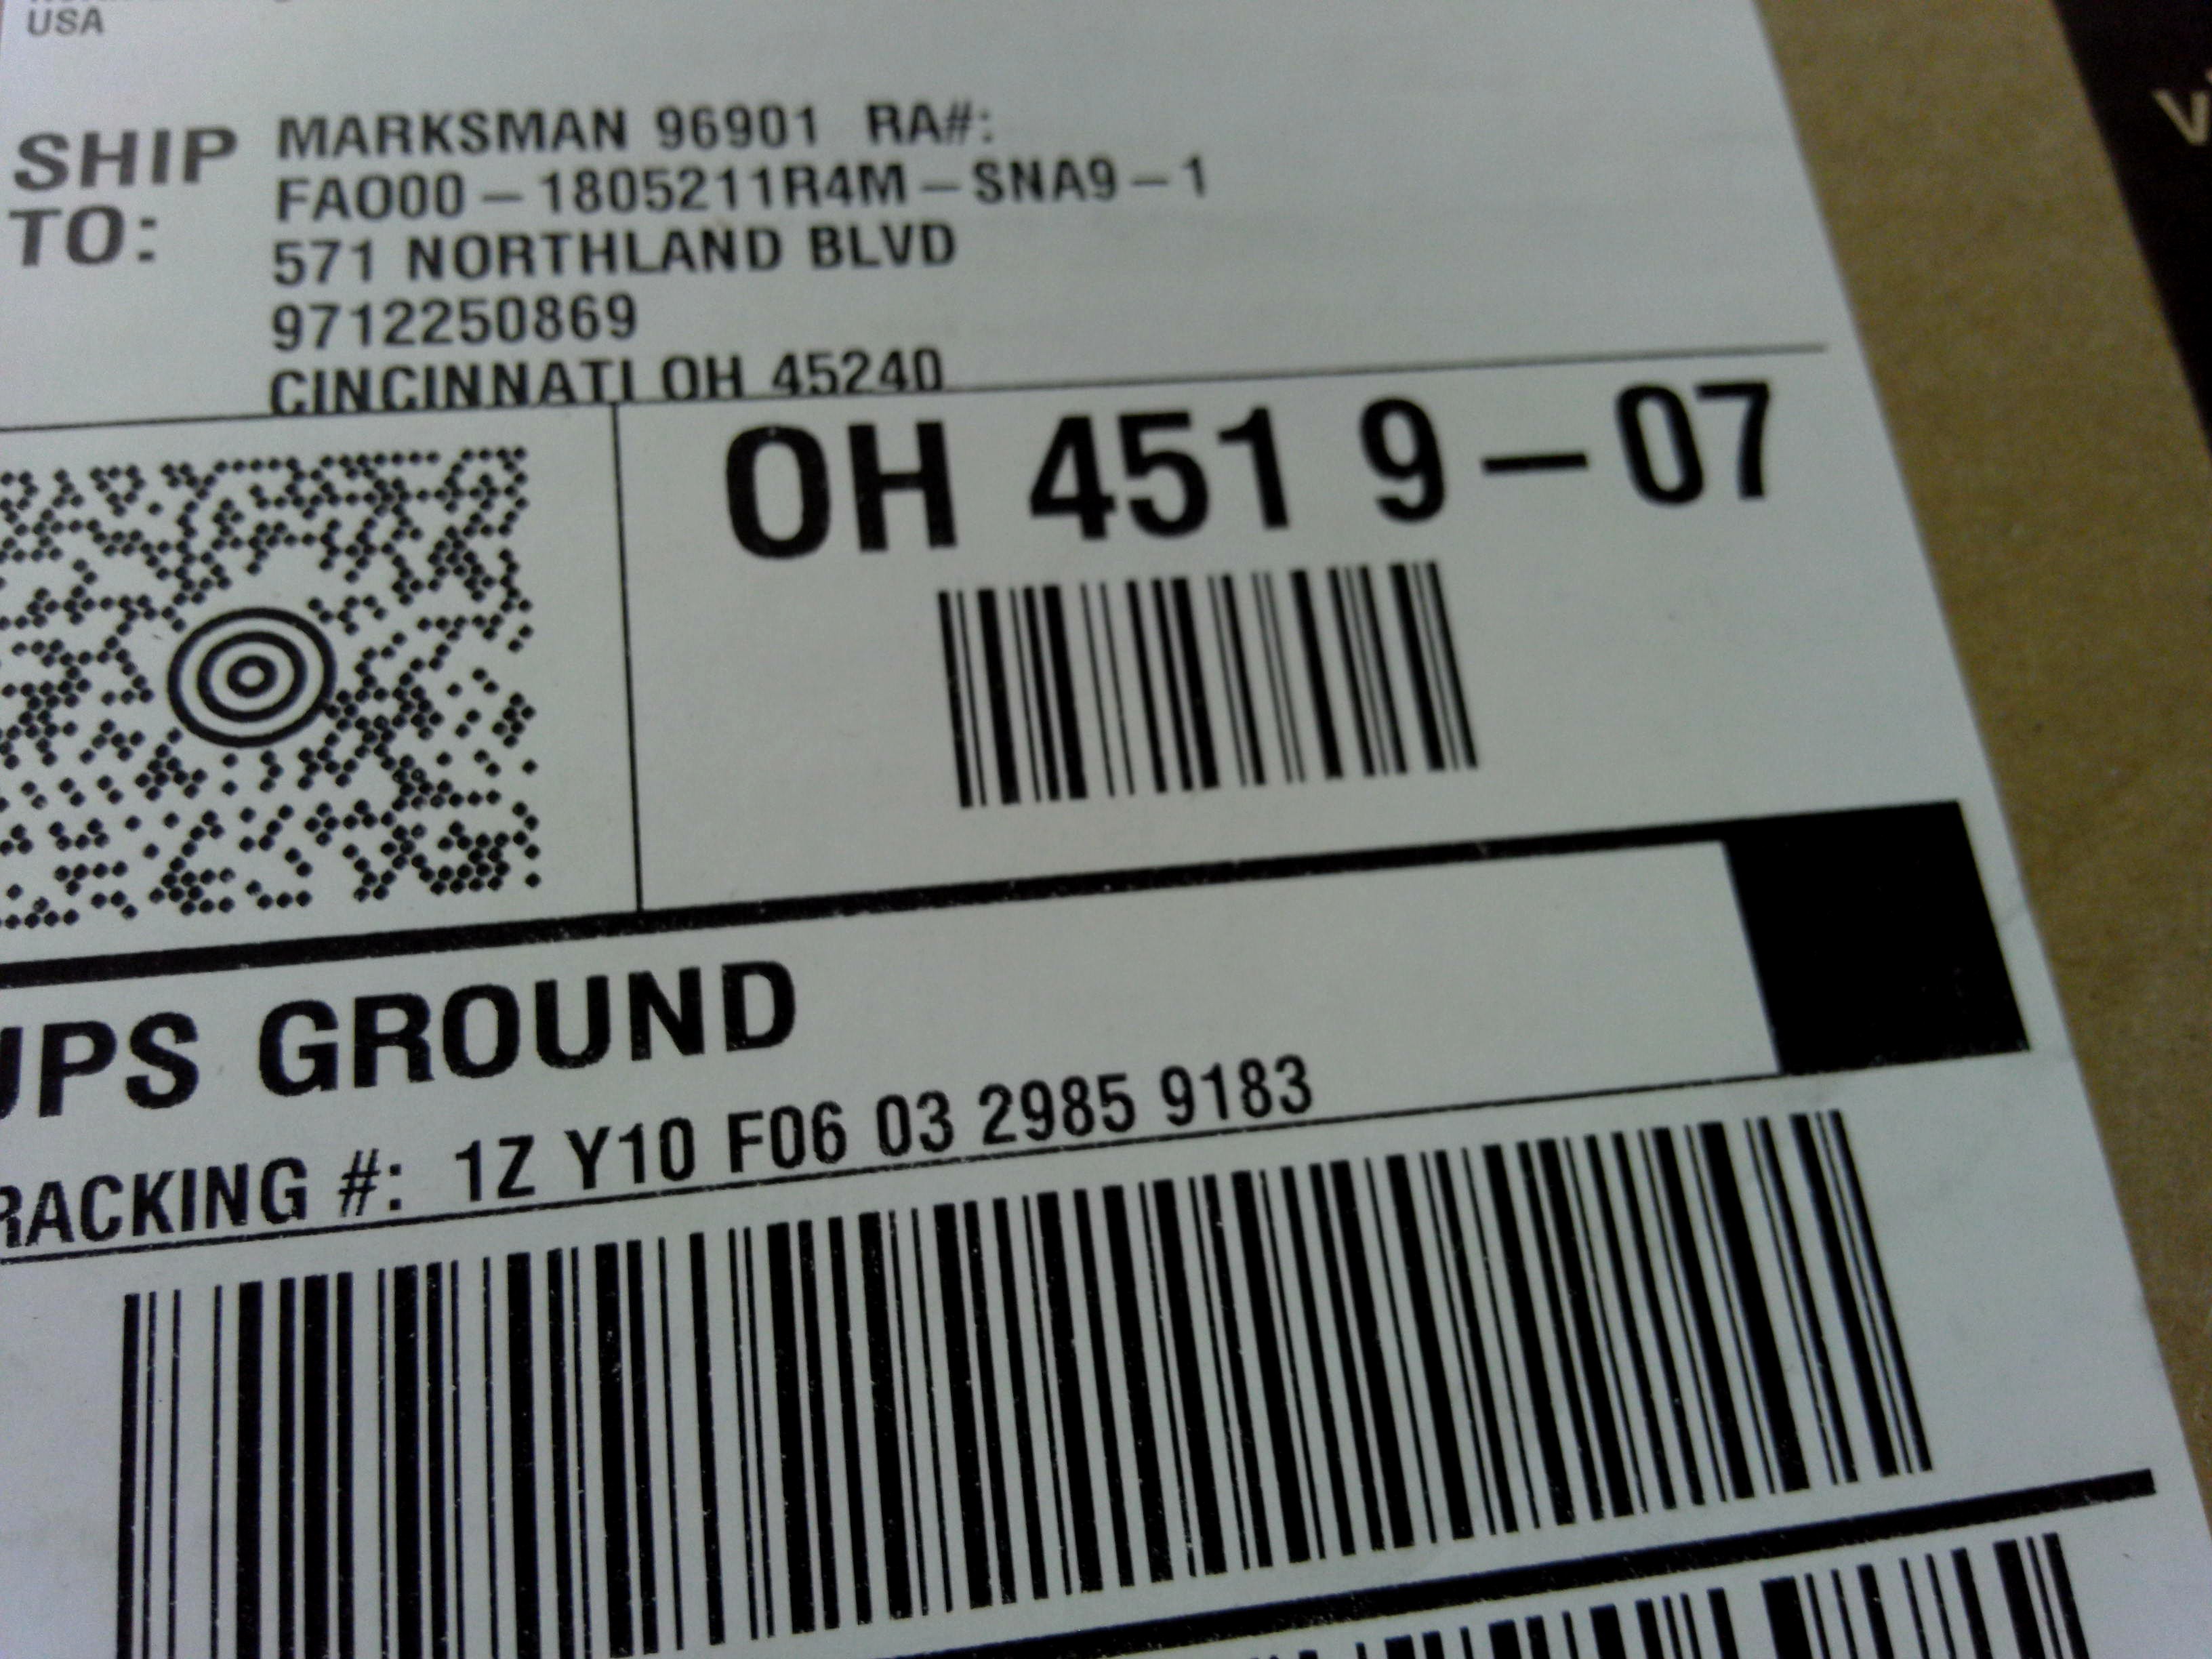 USA
SHIP TO:
MARKSMAN 96901 RA#:
FAO00-1805211R4M-SNA9-1
571 NORTHLAND BLVD
9712250869
CINCINNATI OH 45240
OH 451 9-07
UPS GROUND
TRACKING #: 1Z Y10 F06 03 2985 9183